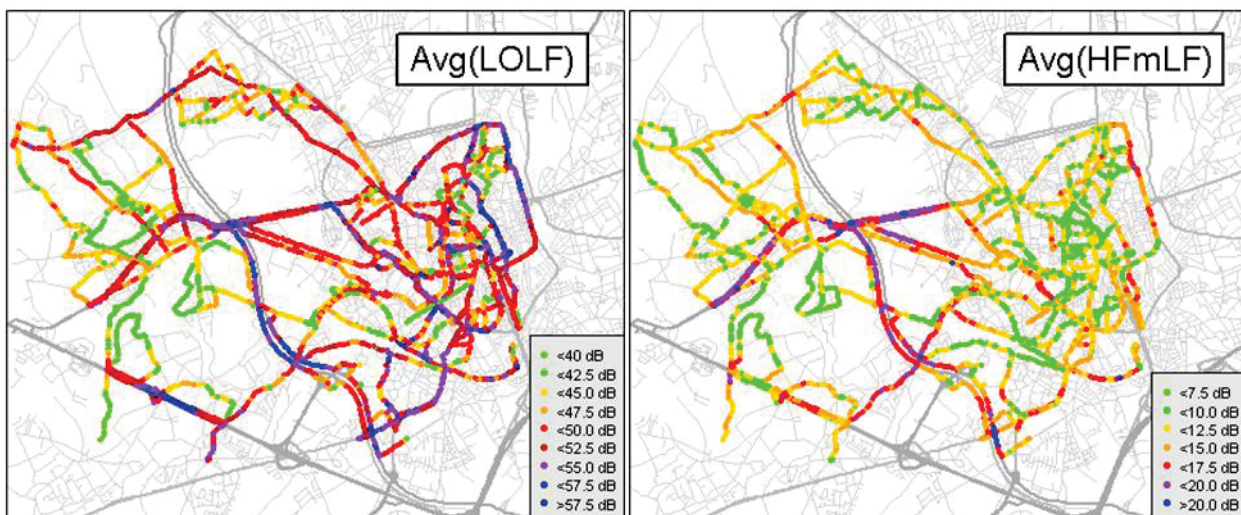 Avg(LOLF)
<40 dB
<42.5 dB
<45.0 dB
<47.5 dB
<50.0 dB
<52.5 dB
<55.0 dB
<57.5 dB
>57.5 dB
Avg(HFmLF)
<7.5 dB
<10.0 dB
<12.5 dB
<15.0 dB
<17.5 dB
<20.0 dB
>20.0 dB